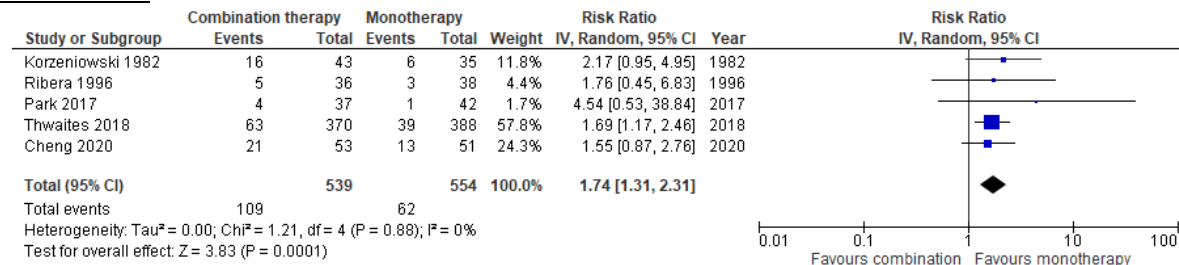 Combination therapy Monotherapy Risk Ratio Risk Ratio
Study or Subgroup Events Total Events Total Weight IV, Random, 95% CI Year IV, Random, 95% CI
Korzeniowski 1982 16 43 6 35 11.8% 2.17 [0.95, 4.95] 1982
Ribera 1996 5 36 3 38 4.4% 1.76 [0.45, 6.83] 1996
Park 2017 4 37 1 42 1.7% 4.54 [0.53, 38.84] 2017
Thwaites 2018 63 370 39 388 57.8% 1.69 [1.17, 2.46] 2018
Cheng 2020 21 53 13 51 24.3% 1.55 [0.87, 2.76] 2020
Total (95% CI) 539 554 100.0% 1.74 [1.31, 2.31]
Total events 109 62
Heterogeneity: Tau² = 0.00; Chi² = 1.21, df = 4 (P = 0.88); I² = 0%
Test for overall effect: Z = 3.83 (P = 0.0001)
0.01 0.1 1 10 100
Favours combination Favours monotherapy